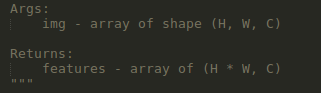 Args:
    img - array of shape (H, W, C)

Returns:
    features - array of (H * W, C)
"""